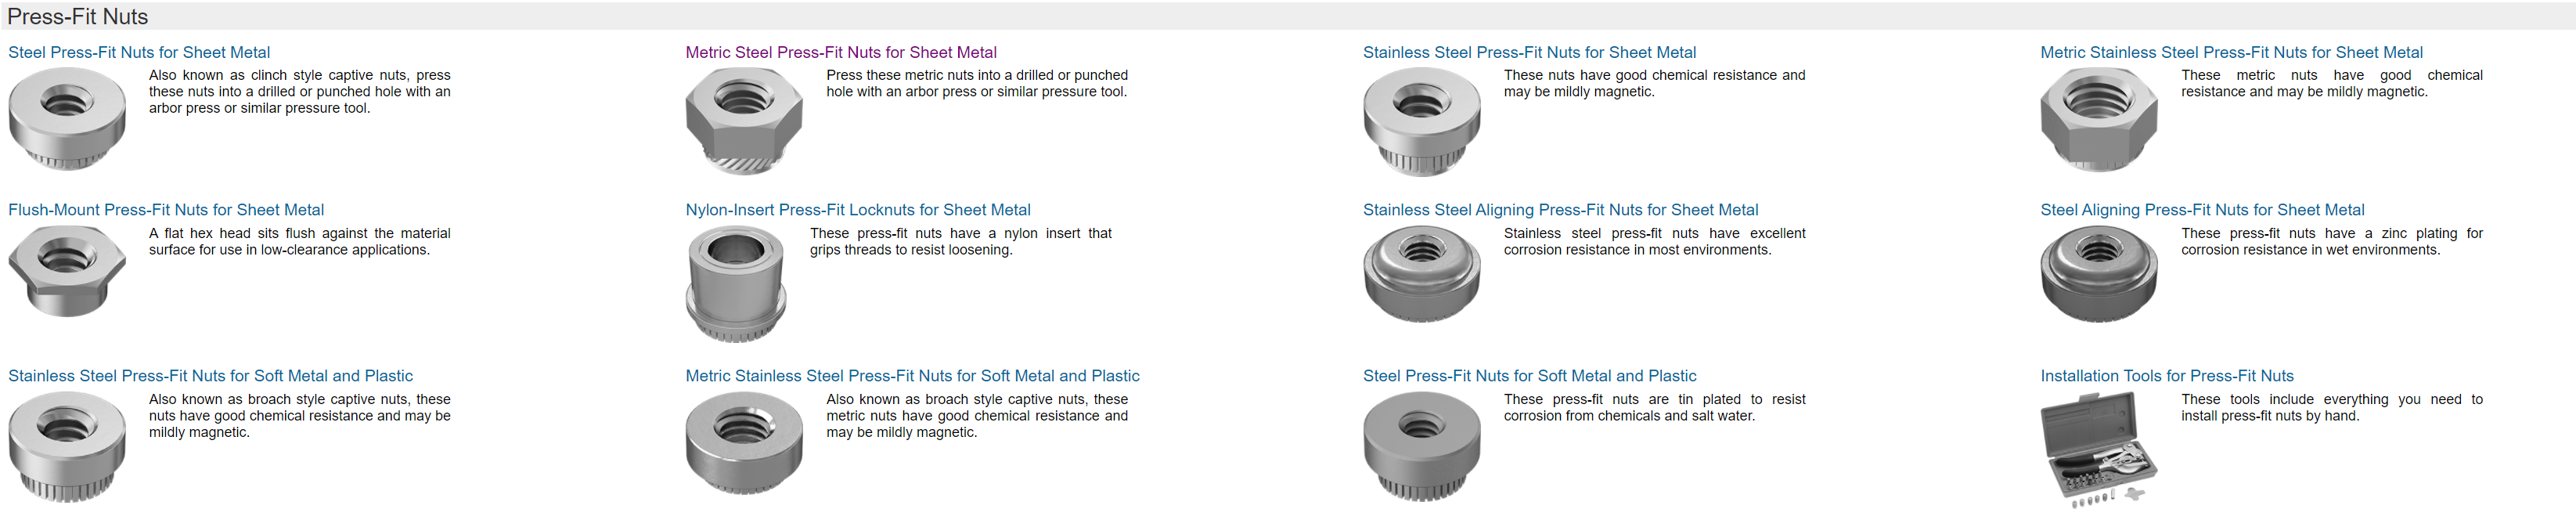 Press-Fit Nuts
Steel Press-Fit Nuts for Sheet Metal
Also known as clinch style captive nuts, press
these nuts into a drilled or punched hole with an
arbor press or similar pressure tool.
Metric Steel Press-Fit Nuts for Sheet Metal
Press these metric nuts into a drilled or punched
hole with an arbor press or similar pressure tool.
Stainless Steel Press-Fit Nuts for Sheet Metal
These nuts have good chemical resistance and
may be mildly magnetic.
Metric Stainless Steel Press-Fit Nuts for Sheet Metal
These metric nuts have good chemical
resistance and may be mildly magnetic.
Flush-Mount Press-Fit Nuts for Sheet Metal
A flat hex head sits flush against the material
surface for use in low-clearance applications.
Nylon-Insert Press-Fit Locknuts for Sheet Metal
These press-fit nuts have a nylon insert that
grips threads to resist loosening.
Stainless Steel Aligning Press-Fit Nuts for Sheet Metal
Stainless steel press-fit nuts have excellent
corrosion resistance in most environments.
Steel Aligning Press-Fit Nuts for Sheet Metal
These press-fit nuts have a zinc plating for
corrosion resistance in wet environments.
Stainless Steel Press-Fit Nuts for Soft Metal and Plastic
Also known as broach style captive nuts, these
nuts have good chemical resistance and may be
mildly magnetic.
Metric Stainless Steel Press-Fit Nuts for Soft Metal and Plastic
Also known as broach style captive nuts, these
metric nuts have good chemical resistance and
may be mildly magnetic.
Steel Press-Fit Nuts for Soft Metal and Plastic
These press-fit nuts are tin plated to resist
corrosion from chemicals and salt water.
Installation Tools for Press-Fit Nuts
These tools include everything you need to
install press-fit nuts by hand.